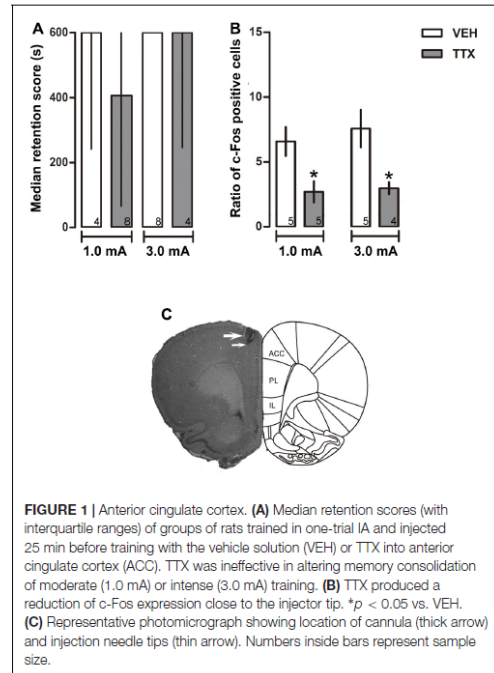 A
Median retention score (s)
600
400
200
0
4
8
8
4
1.0 mA
3.0 mA
B
VEH
TTX
Ratio of c-Fos positive cells
15
10
5
0
*
*
5
5
5
4
1.0 mA
3.0 mA
C
ACC
PL
IL
FIGURE 1 | Anterior cingulate cortex. (A) Median retention scores (with
interquartile ranges) of groups of rats trained in one-trial IA and injected
25 min before training with the vehicle solution (VEH) or TTX into anterior
cingulate cortex (ACC). TTX was ineffective in altering memory consolidation
of moderate (1.0 mA) or intense (3.0 mA) training. (B) TTX produced a
reduction of c-Fos expression close to the injector tip. *p < 0.05 vs. VEH.
(C) Representative photomicrograph showing location of cannula (thick arrow)
and injection needle tips (thin arrow). Numbers inside bars represent sample
size.